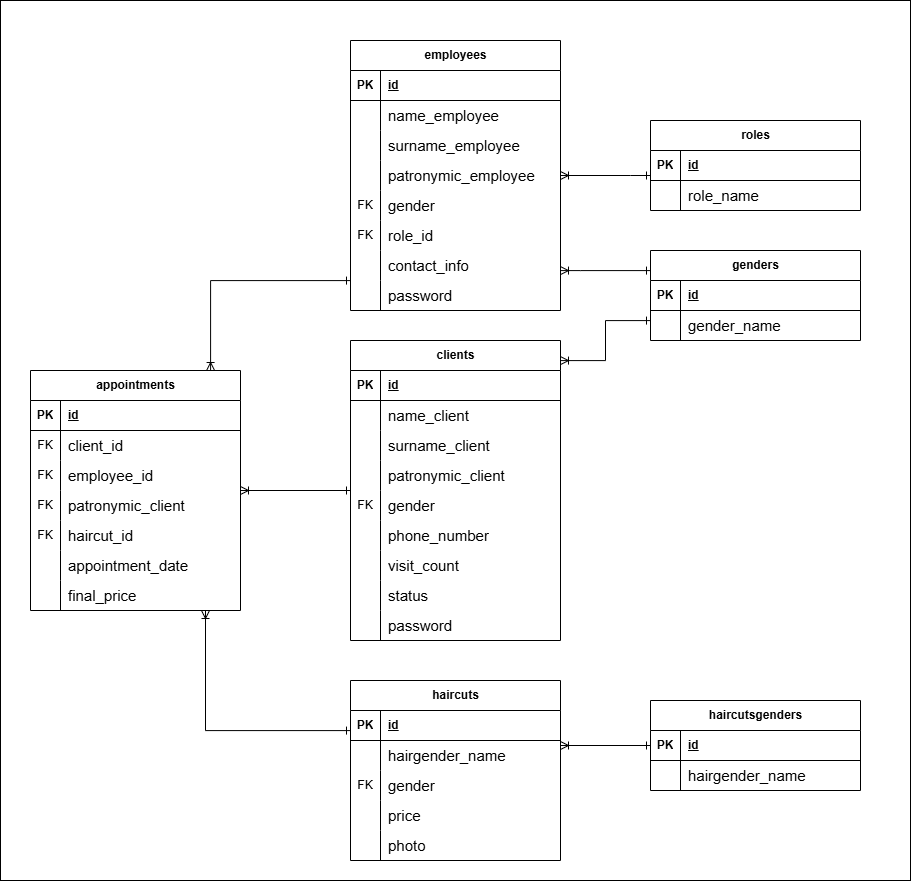 employees
PK id
name_employee
surname_employee
patronymic_employee
FK gender
FK role_id
contact_info
password
roles
PK id
role_name
genders
PK id
gender_name
clients
PK id
name_client
surname_client
patronymic_client
FK gender
phone_number
visit_count
status
password
appointments
PK id
FK client_id
FK employee_id
FK patronymic_client
FK haircut_id
appointment_date
final_price
haircuts
PK id
hairgender_name
FK gender
price
photo
haircutsgenders
PK id
hairgender_name